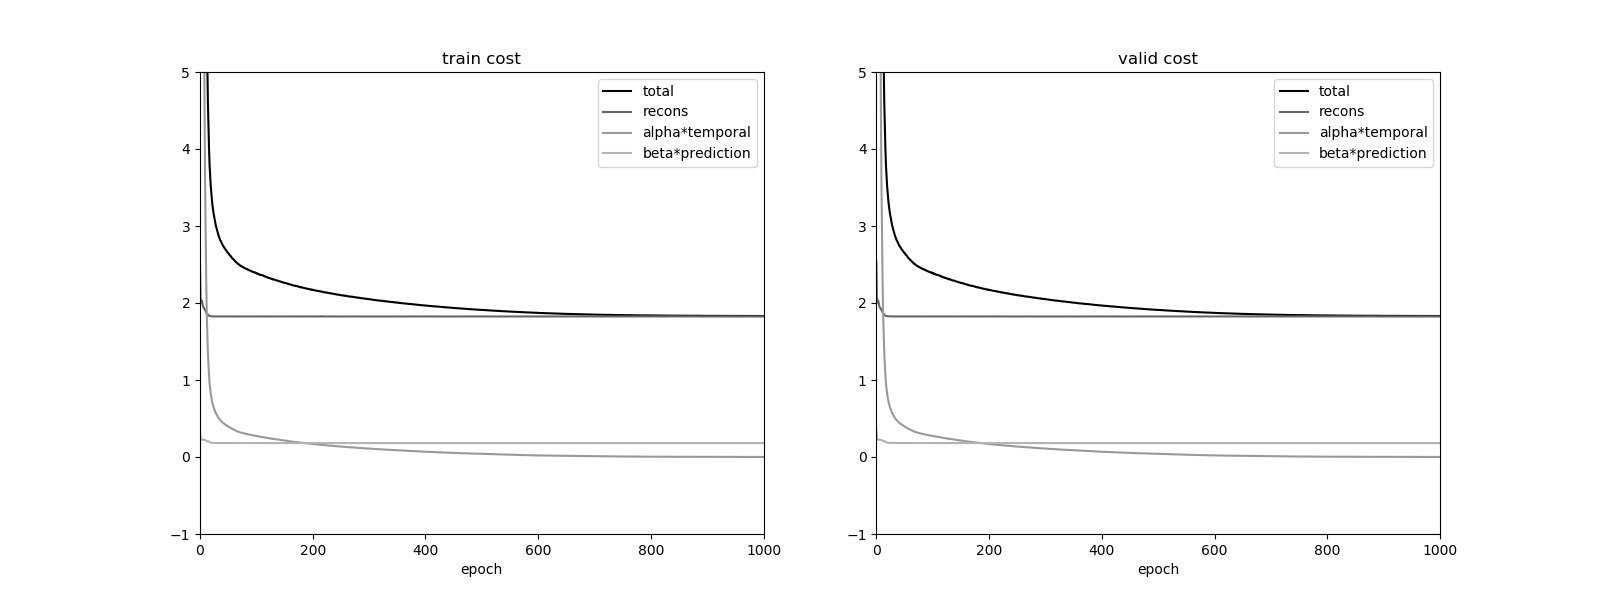 train cost
5
4
3
2
1
0
−1
0 200 400 600 800 1000
epoch
total
recons
alpha*temporal
beta*prediction
valid cost
5
4
3
2
1
0
−1
0 200 400 600 800 1000
epoch
total
recons
alpha*temporal
beta*prediction